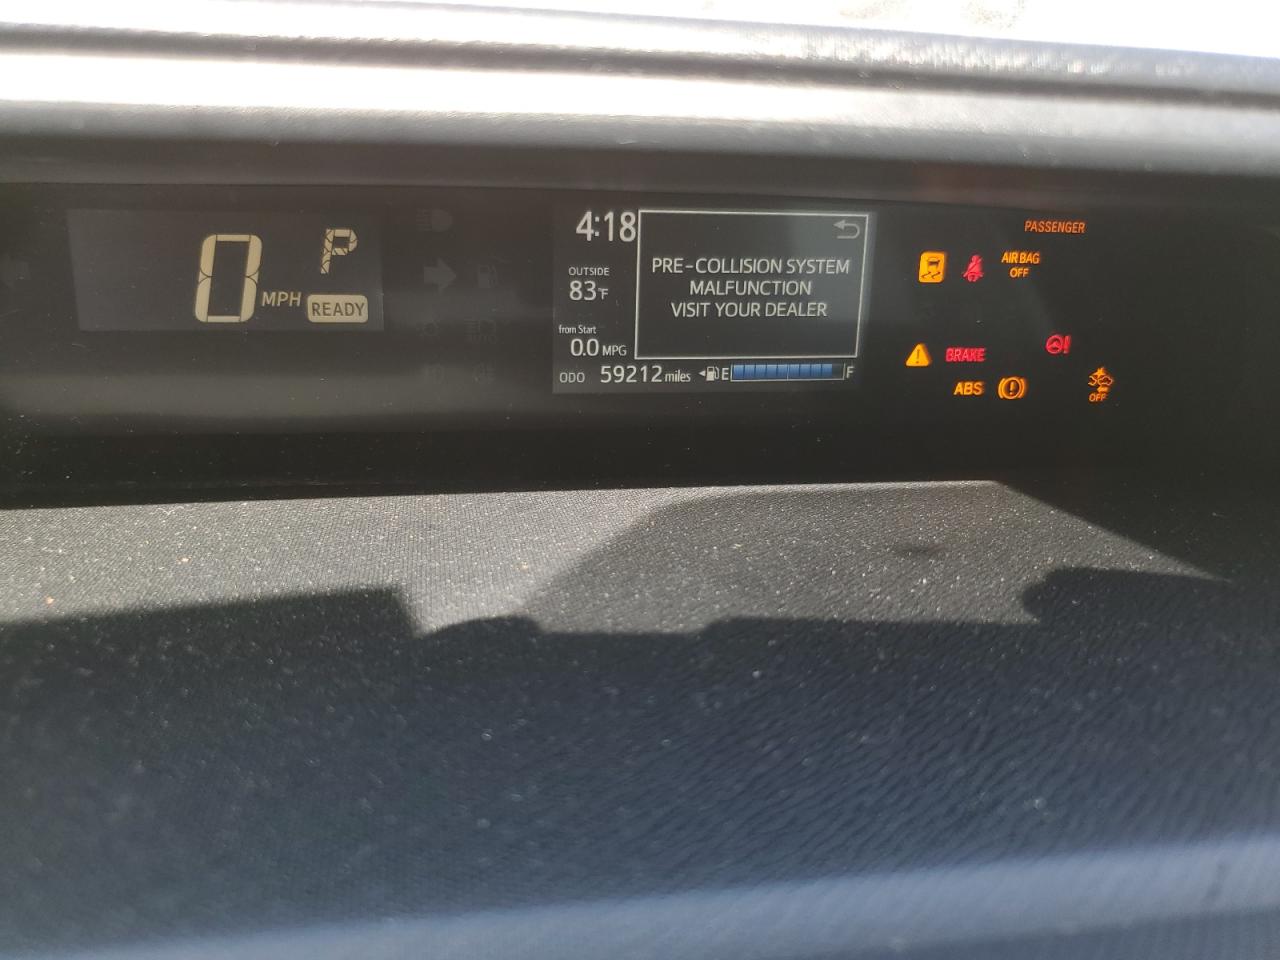 0 MPH
P
READY
4:18
OUTSIDE
83°F
from Start
0.0 MPG
PRE-COLLISION SYSTEM
MALFUNCTION
VISIT YOUR DEALER
ODO 59212 miles E F
PASSENGER
AIR BAG
OFF
BRAKE
ABS
OFF